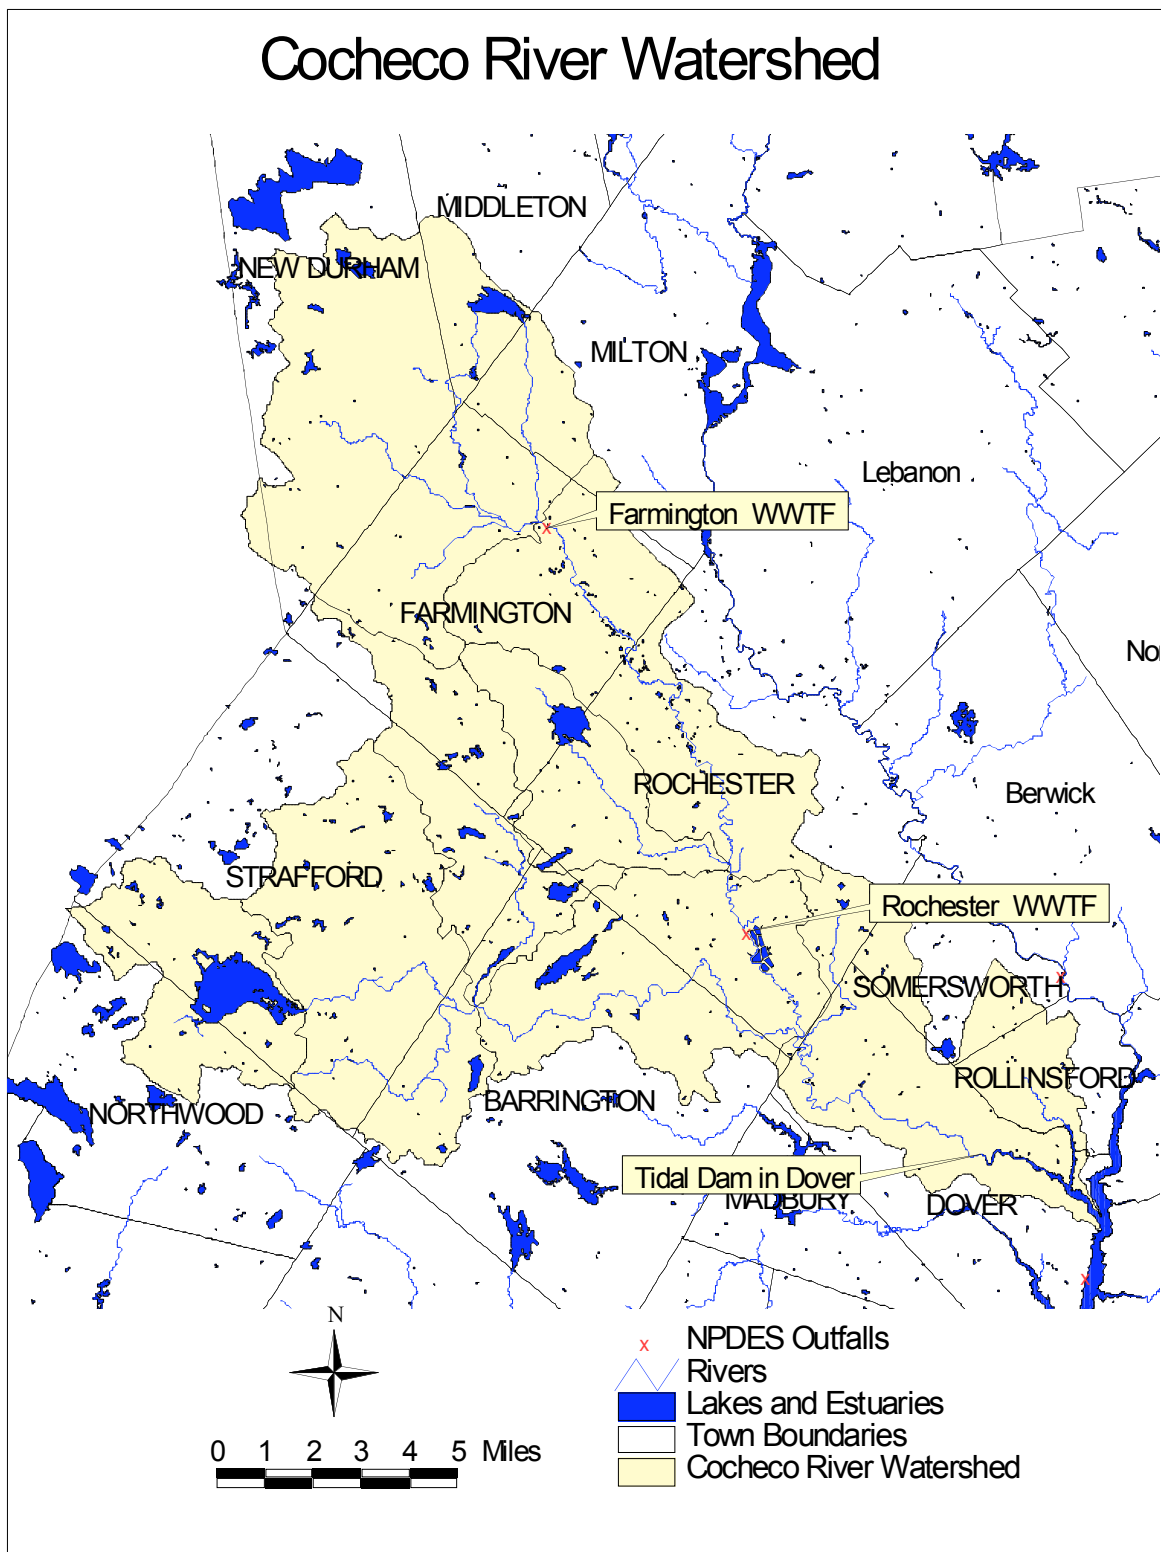 Cocheco River Watershed
MIDDLETON
NEW DURHAM
MILTON
Lebanon
Farmington WWTF
FARMINGTON
Nor
ROCHESTER
Berwick
STRAFFORD
Rochester WWTF
SOMERSWORTH
ROLLINSFORD
BARRINGTON
NORTHWOOD
Tidal Dam in Dover
MADBURY
DOVER
N
x NPDES Outfalls
Rivers
Lakes and Estuaries
Town Boundaries
Cocheco River Watershed
0 1 2 3 4 5 Miles